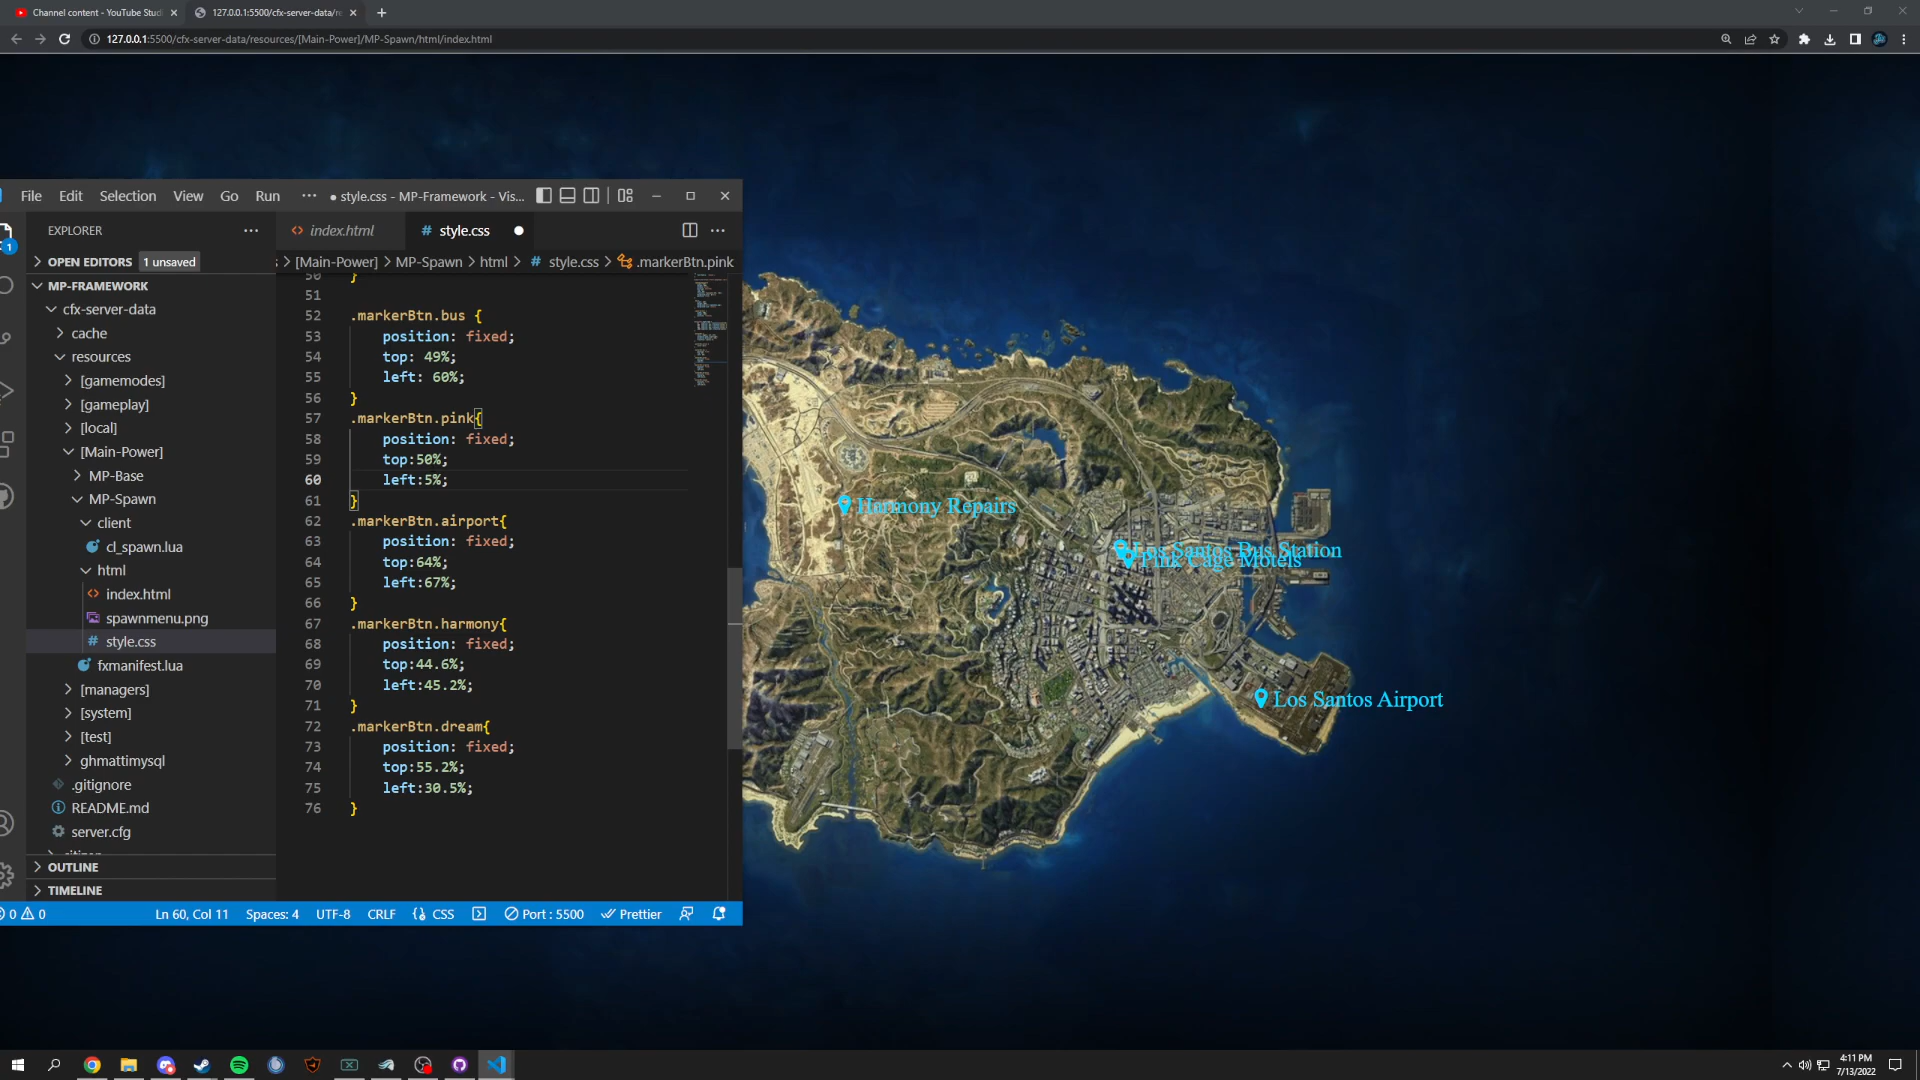 Channel content - YouTube Stud
127.0.0.1:5500/cfx-server-data/re
127.0.0.1:5500/cfx-server-data/resources/[Main-Power]/MP-Spawn/html/index.html
File Edit Selection View Go Run ··· ● style.css - MP-Framework - Vis...
EXPLORER
index.html
# style.css
OPEN EDITORS 1 unsaved
[Main-Power] > MP-Spawn > html > # style.css > .markerBtn.pink
MP-FRAMEWORK
cfx-server-data
cache
resources
[gamemodes]
[gameplay]
[local]
[Main-Power]
MP-Base
MP-Spawn
client
cl_spawn.lua
html
index.html
spawnmenu.png
# style.css
fxmanifest.lua
[managers]
[system]
[test]
ghmattimysql
.gitignore
README.md
server.cfg
OUTLINE
TIMELINE
50 }
51
52 .markerBtn.bus {
53 position: fixed;
54 top: 49%;
55 left: 60%;
56 }
57 .markerBtn.pink{
58 position: fixed;
59 top:50%;
60 left:5%;
61 }
62 .markerBtn.airport{
63 position: fixed;
64 top:64%;
65 left:67%;
66 }
67 .markerBtn.harmony{
68 position: fixed;
69 top:44.6%;
70 left:45.2%;
71 }
72 .markerBtn.dream{
73 position: fixed;
74 top:55.2%;
75 left:30.5%;
76 }
Harmony Repairs
Los Santos Bus Station
Pink Cage Motels
Los Santos Airport
0 0 Ln 60, Col 11 Spaces: 4 UTF-8 CRLF {} CSS Port : 5500 Prettier
4:11 PM
7/13/2022